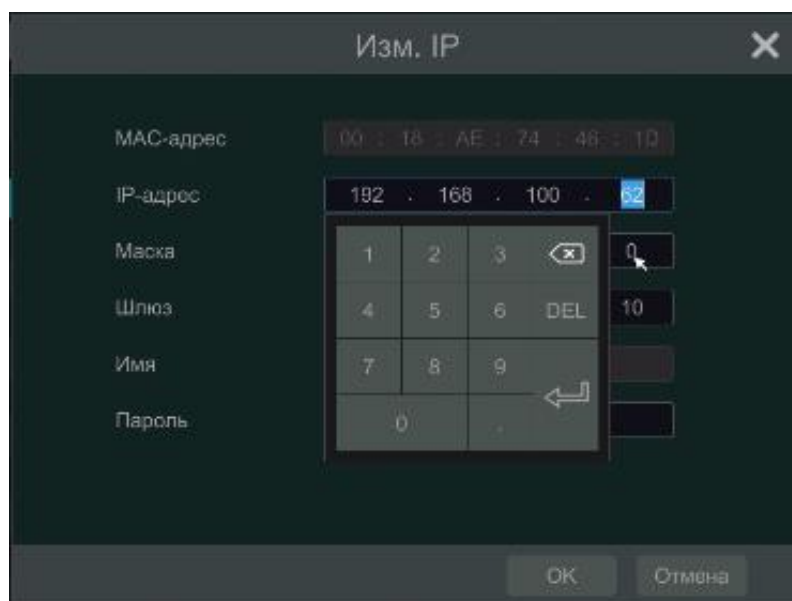 Изм. IP
MAC-адрес 00 : 18 : AE : 74 : 46 : 1D
IP-адрес 192 . 168 . 100 . 62
Маска 0
1 2 3
Шлюз 10
4 5 6 DEL
Имя
7 8 9
Пароль
0 .
OK Отмена